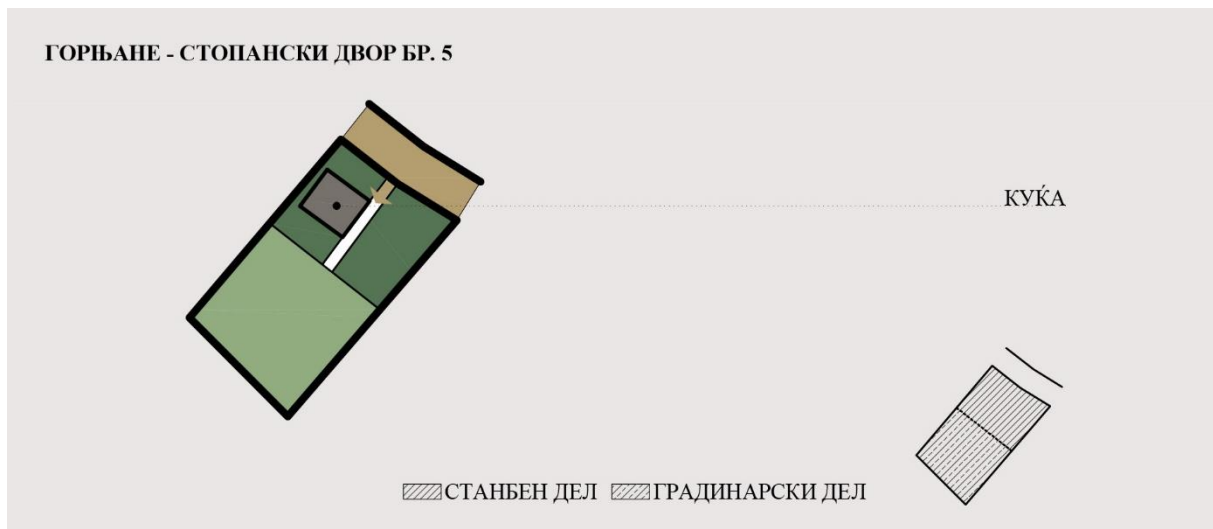 ГОРЊАНЕ - СТОПАНСКИ ДВОР БР. 5
КУЌА
СТАНБЕН ДЕЛ ГРАДИНАРСКИ ДЕЛ